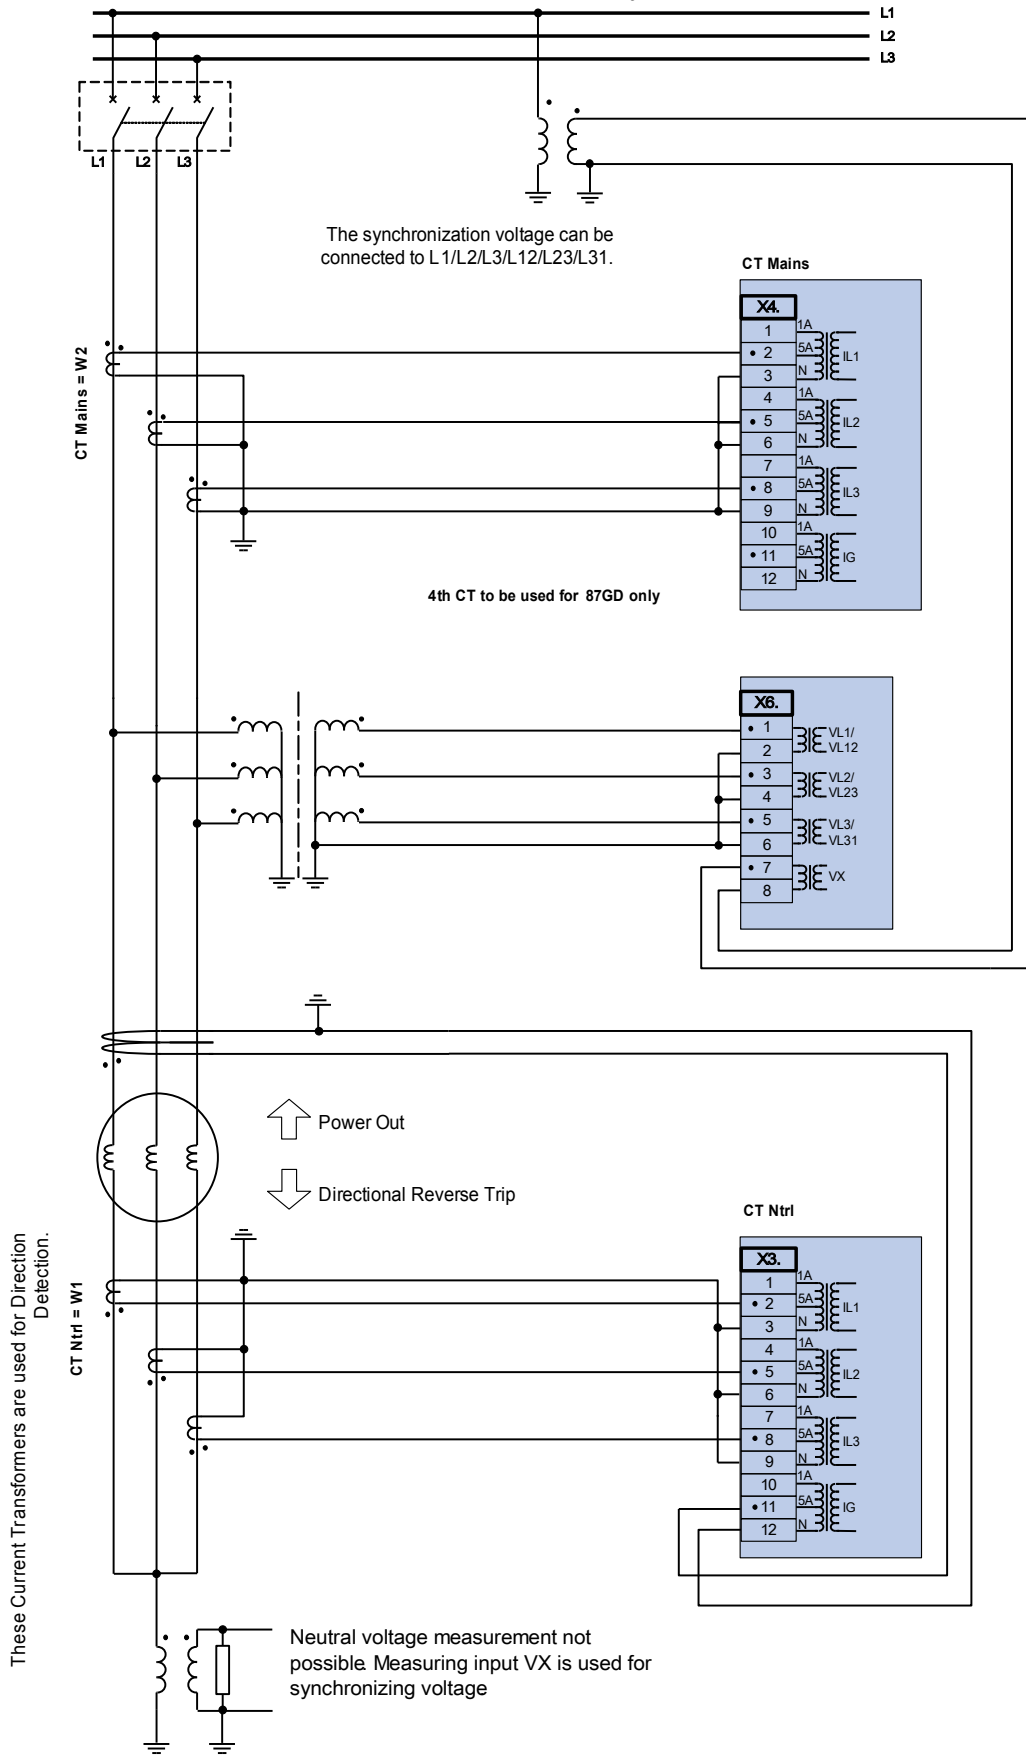 L1
L2
L3
L1
L2
L3
The synchronization voltage can be
connected to L1/L2/L3/L12/L23/L31.
CT Mains
X4.
1
1A
2
5A
IL1
3
N
4
1A
5
5A
IL2
6
N
7
1A
8
5A
IL3
9
N
10
1A
11
5A
IG
12
N
CT Mains = W2
4th CT to be used for 87GD only
X6.
1
VL1/
2
VL12
3
VL2/
4
VL23
5
VL3/
6
VL31
7
VX
8
Power Out
Directional Reverse Trip
CT Ntrl
X3.
1
1A
2
5A
IL1
3
N
4
1A
5
5A
IL2
6
N
7
1A
8
5A
IL3
9
N
10
1A
11
5A
IG
12
N
CT Ntrl = W1
These Current Transformers are used for Direction
Detection.
Neutral voltage measurement not
possible. Measuring input VX is used for
synchronizing voltage